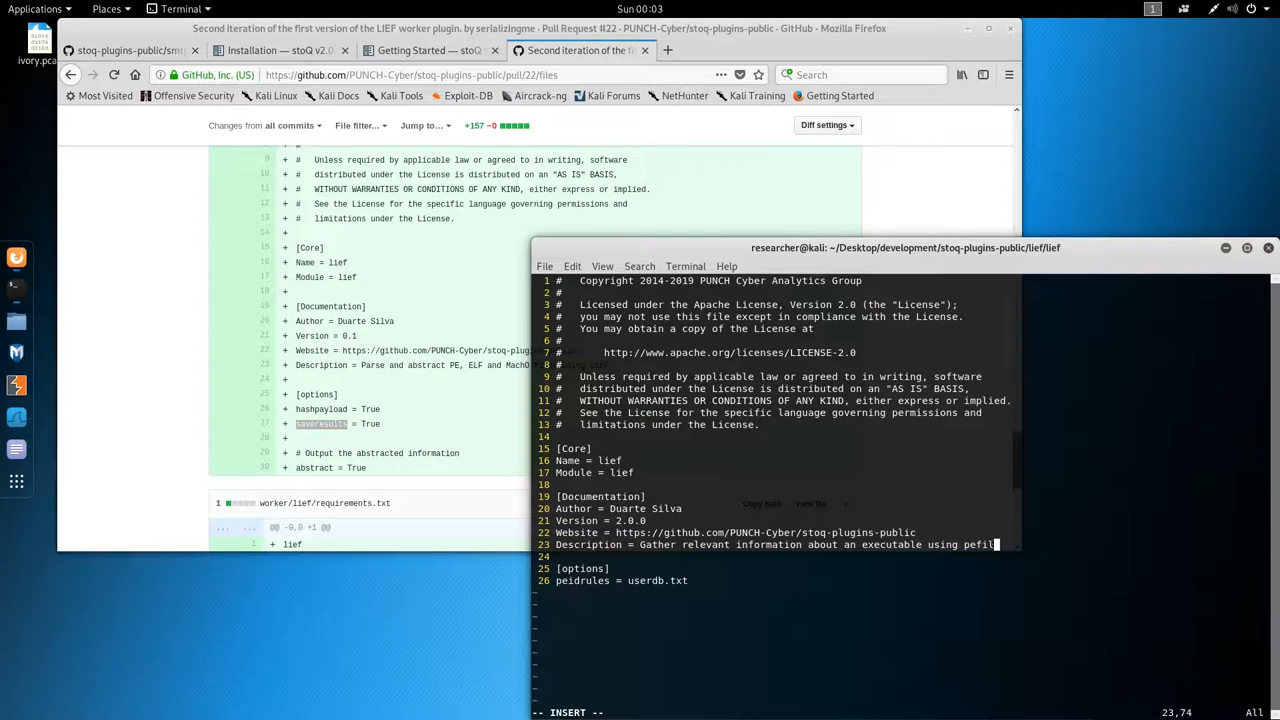 Applications
Places
Terminal
Sun 00:03
1
ivory.pca
Second iteration of the first version of the LIEF worker plugin. by serializingme · Pull Request #22 · PUNCH-Cyber/stoq-plugins-public · GitHub - Mozilla Firefox
stoq-plugins-public/smt
Installation — stoQ v2.0.
Getting Started — stoQ
Second iteration of the fi
GitHub, Inc. (US)
https://github.com/PUNCH-Cyber/stoq-plugins-public/pull/22/files
Search
Most Visited
Offensive Security
Kali Linux
Kali Docs
Kali Tools
Exploit-DB
Aircrack-ng
Kali Forums
NetHunter
Kali Training
Getting Started
Changes from all commits
File filter...
Jump to...
+157 −0
Diff settings
9 + # Unless required by applicable law or agreed to in writing, software
10 + # distributed under the License is distributed on an "AS IS" BASIS,
11 + # WITHOUT WARRANTIES OR CONDITIONS OF ANY KIND, either express or implied.
12 + # See the License for the specific language governing permissions and
13 + # limitations under the License.
14 +
15 + [Core]
16 + Name = lief
17 + Module = lief
18 +
19 + [Documentation]
20 + Author = Duarte Silva
21 + Version = 0.1
22 + Website = https://github.com/PUNCH-Cyber/stoq-plug
23 + Description = Parse and abstract PE, ELF and MachO
24 +
25 + [options]
26 + hashpayload = True
27 + saveresults = True
28 +
29 + # Output the abstracted information
30 + abstract = True
1 worker/lief/requirements.txt
Copy path
View file
... ... @@ -0,0 +1 @@
1 + lief
researcher@kali: ~/Desktop/development/stoq-plugins-public/lief/lief
File Edit View Search Terminal Help
1 # Copyright 2014-2019 PUNCH Cyber Analytics Group
2 #
3 # Licensed under the Apache License, Version 2.0 (the "License");
4 # you may not use this file except in compliance with the License.
5 # You may obtain a copy of the License at
6 #
7 # http://www.apache.org/licenses/LICENSE-2.0
8 #
9 # Unless required by applicable law or agreed to in writing, software
10 # distributed under the License is distributed on an "AS IS" BASIS,
11 # WITHOUT WARRANTIES OR CONDITIONS OF ANY KIND, either express or implied.
12 # See the License for the specific language governing permissions and
13 # limitations under the License.
14
15 [Core]
16 Name = lief
17 Module = lief
18
19 [Documentation]
20 Author = Duarte Silva
21 Version = 2.0.0
22 Website = https://github.com/PUNCH-Cyber/stoq-plugins-public
23 Description = Gather relevant information about an executable using pefil
24
25 [options]
26 peidrules = userdb.txt
~
~
~
~
~
~
~
~
~
~
-- INSERT --
23,74
All